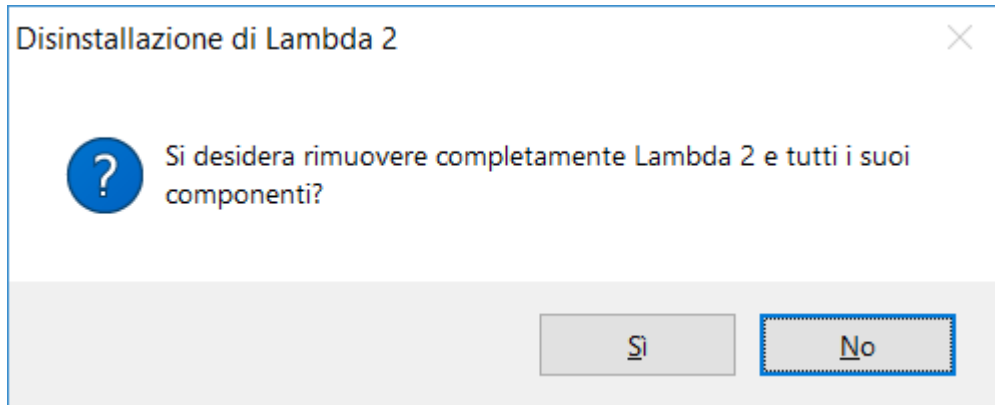 Disinstallazione di Lambda 2
Si desidera rimuovere completamente Lambda 2 e tutti i suoi
componenti?
Sì
No